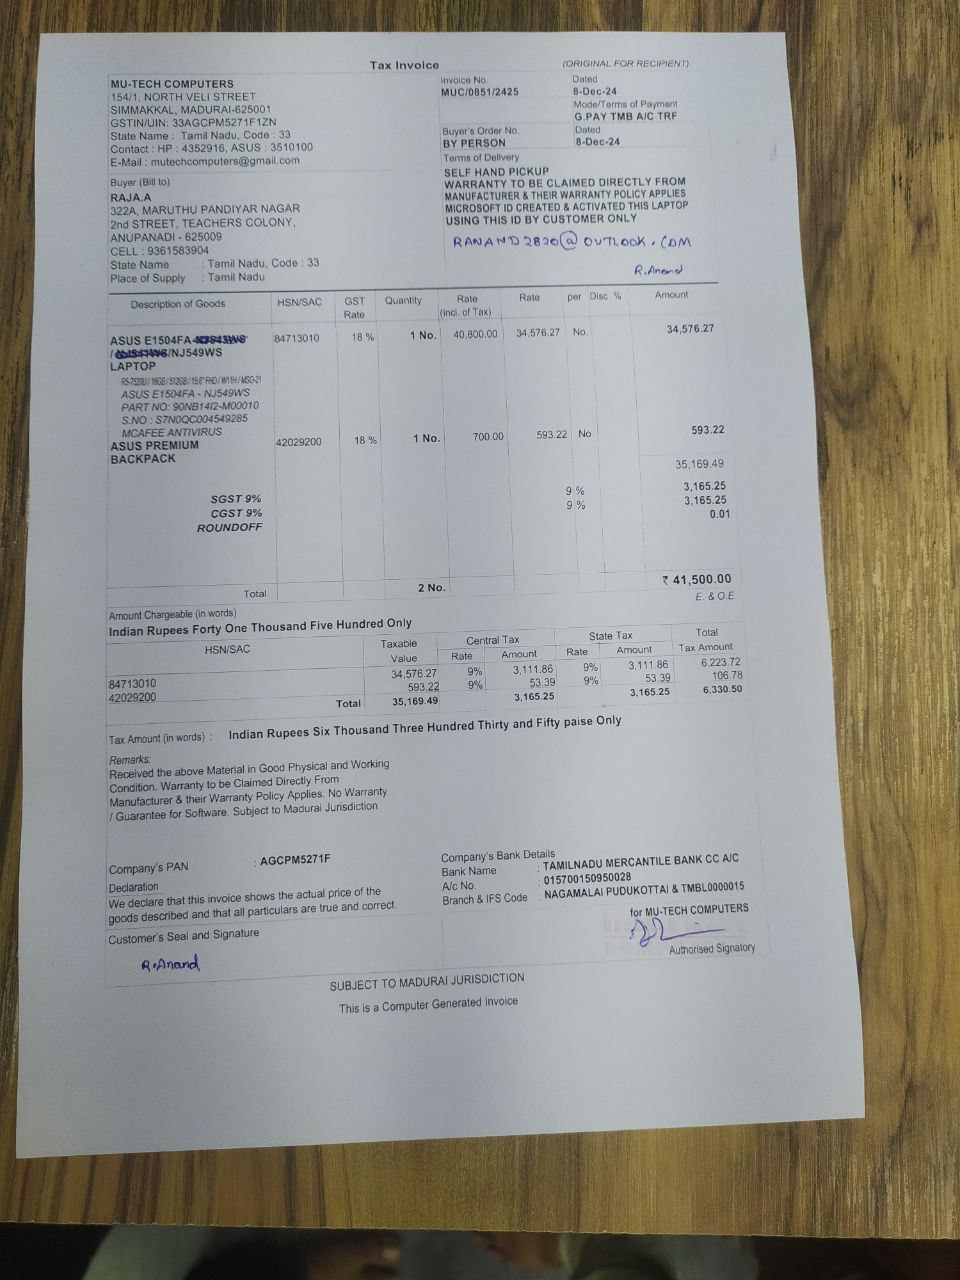 Tax Invoice
(ORIGINAL FOR RECIPIENT)
MU-TECH COMPUTERS
154/1, NORTH VELI STREET
SIMMAKKAL, MADURAI-625001
GSTIN/UIN: 33AGCPM5271F1ZN
State Name : Tamil Nadu, Code : 33
Contact : HP : 4352916, ASUS : 3510100
E-Mail : mutechcomputers@gmail.com
Buyer (Bill to)
RAJA.A
322A, MARUTHU PANDIYAR NAGAR
2nd STREET, TEACHERS COLONY,
ANUPANADI - 625009
CELL : 9361583904
State Name : Tamil Nadu, Code : 33
Place of Supply : Tamil Nadu
Invoice No. Dated
MUC/0851/2425 8-Dec-24
Mode/Terms of Payment
G.PAY TMB A/C TRF
Buyer's Order No. Dated
BY PERSON 8-Dec-24
Terms of Delivery
SELF HAND PICKUP
WARRANTY TO BE CLAIMED DIRECTLY FROM
MANUFACTURER & THEIR WARRANTY POLICY APPLIES
MICROSOFT ID CREATED & ACTIVATED THIS LAPTOP
USING THIS ID BY CUSTOMER ONLY
RANAND2820@OUTLOOK.COM
R.Anand
Description of Goods HSN/SAC GST Rate Quantity Rate (Incl. of Tax) Rate per Disc. % Amount
ASUS E1504FA- 84713010 18 % 1 No. 40,800.00 34,576.27 No. 34,576.27
/NJ549WS
LAPTOP
R5-7520U/16GB/512GB/15.6" FHD/W11H/MSO-21
ASUS E1504FA - NJ549WS
PART NO: 90NB14I2-M00010
S.NO : S7N0QC004549285
MCAFEE ANTIVIRUS
ASUS PREMIUM 42029200 18 % 1 No. 700.00 593.22 No. 593.22
BACKPACK
35,169.49
SGST 9% 9 % 3,165.25
CGST 9% 9 % 3,165.25
ROUNDOFF 0.01
Total 2 No. ₹ 41,500.00
E. & O.E
Amount Chargeable (in words)
Indian Rupees Forty One Thousand Five Hundred Only
HSN/SAC Taxable Value Central Tax Rate Amount State Tax Rate Amount Total Tax Amount
84713010 34,576.27 9% 3,111.86 9% 3,111.86 6,223.72
42029200 593.22 9% 53.39 9% 53.39 106.78
Total 35,169.49 3,165.25 3,165.25 6,330.50
Tax Amount (in words) : Indian Rupees Six Thousand Three Hundred Thirty and Fifty paise Only
Remarks:
Received the above Material in Good Physical and Working
Condition. Warranty to be Claimed Directly From
Manufacturer & their Warranty Policy Applies. No Warranty
/ Guarantee for Software. Subject to Madurai Jurisdiction
Company's PAN : AGCPM5271F
Declaration
We declare that this invoice shows the actual price of the
goods described and that all particulars are true and correct.
Company's Bank Details
Bank Name : TAMILNADU MERCANTILE BANK CC A/C
A/c No. : 015700150950028
Branch & IFS Code : NAGAMALAI PUDUKOTTAI & TMBL0000015
Customer's Seal and Signature
R.Anand
for MU-TECH COMPUTERS
Authorised Signatory
SUBJECT TO MADURAI JURISDICTION
This is a Computer Generated Invoice